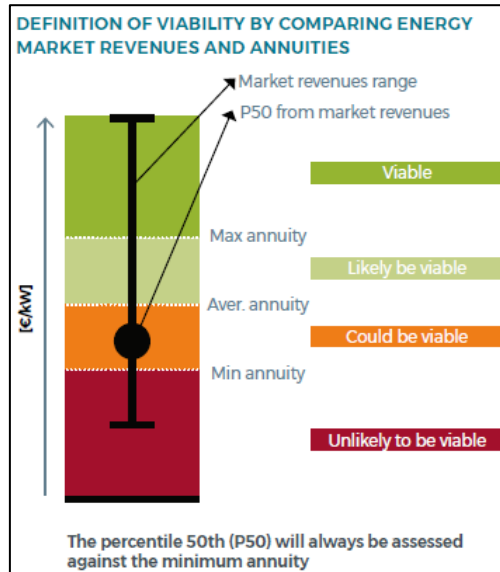 DEFINITION OF VIABILITY BY COMPARING ENERGY
MARKET REVENUES AND ANNUITIES
Market revenues range
P50 from market revenues
Viable
Max annuity
Likely be viable
Aver. annuity
[€/kW]
Could be viable
Min annuity
Unlikely to be viable
The percentile 50th (P50) will always be assessed
against the minimum annuity